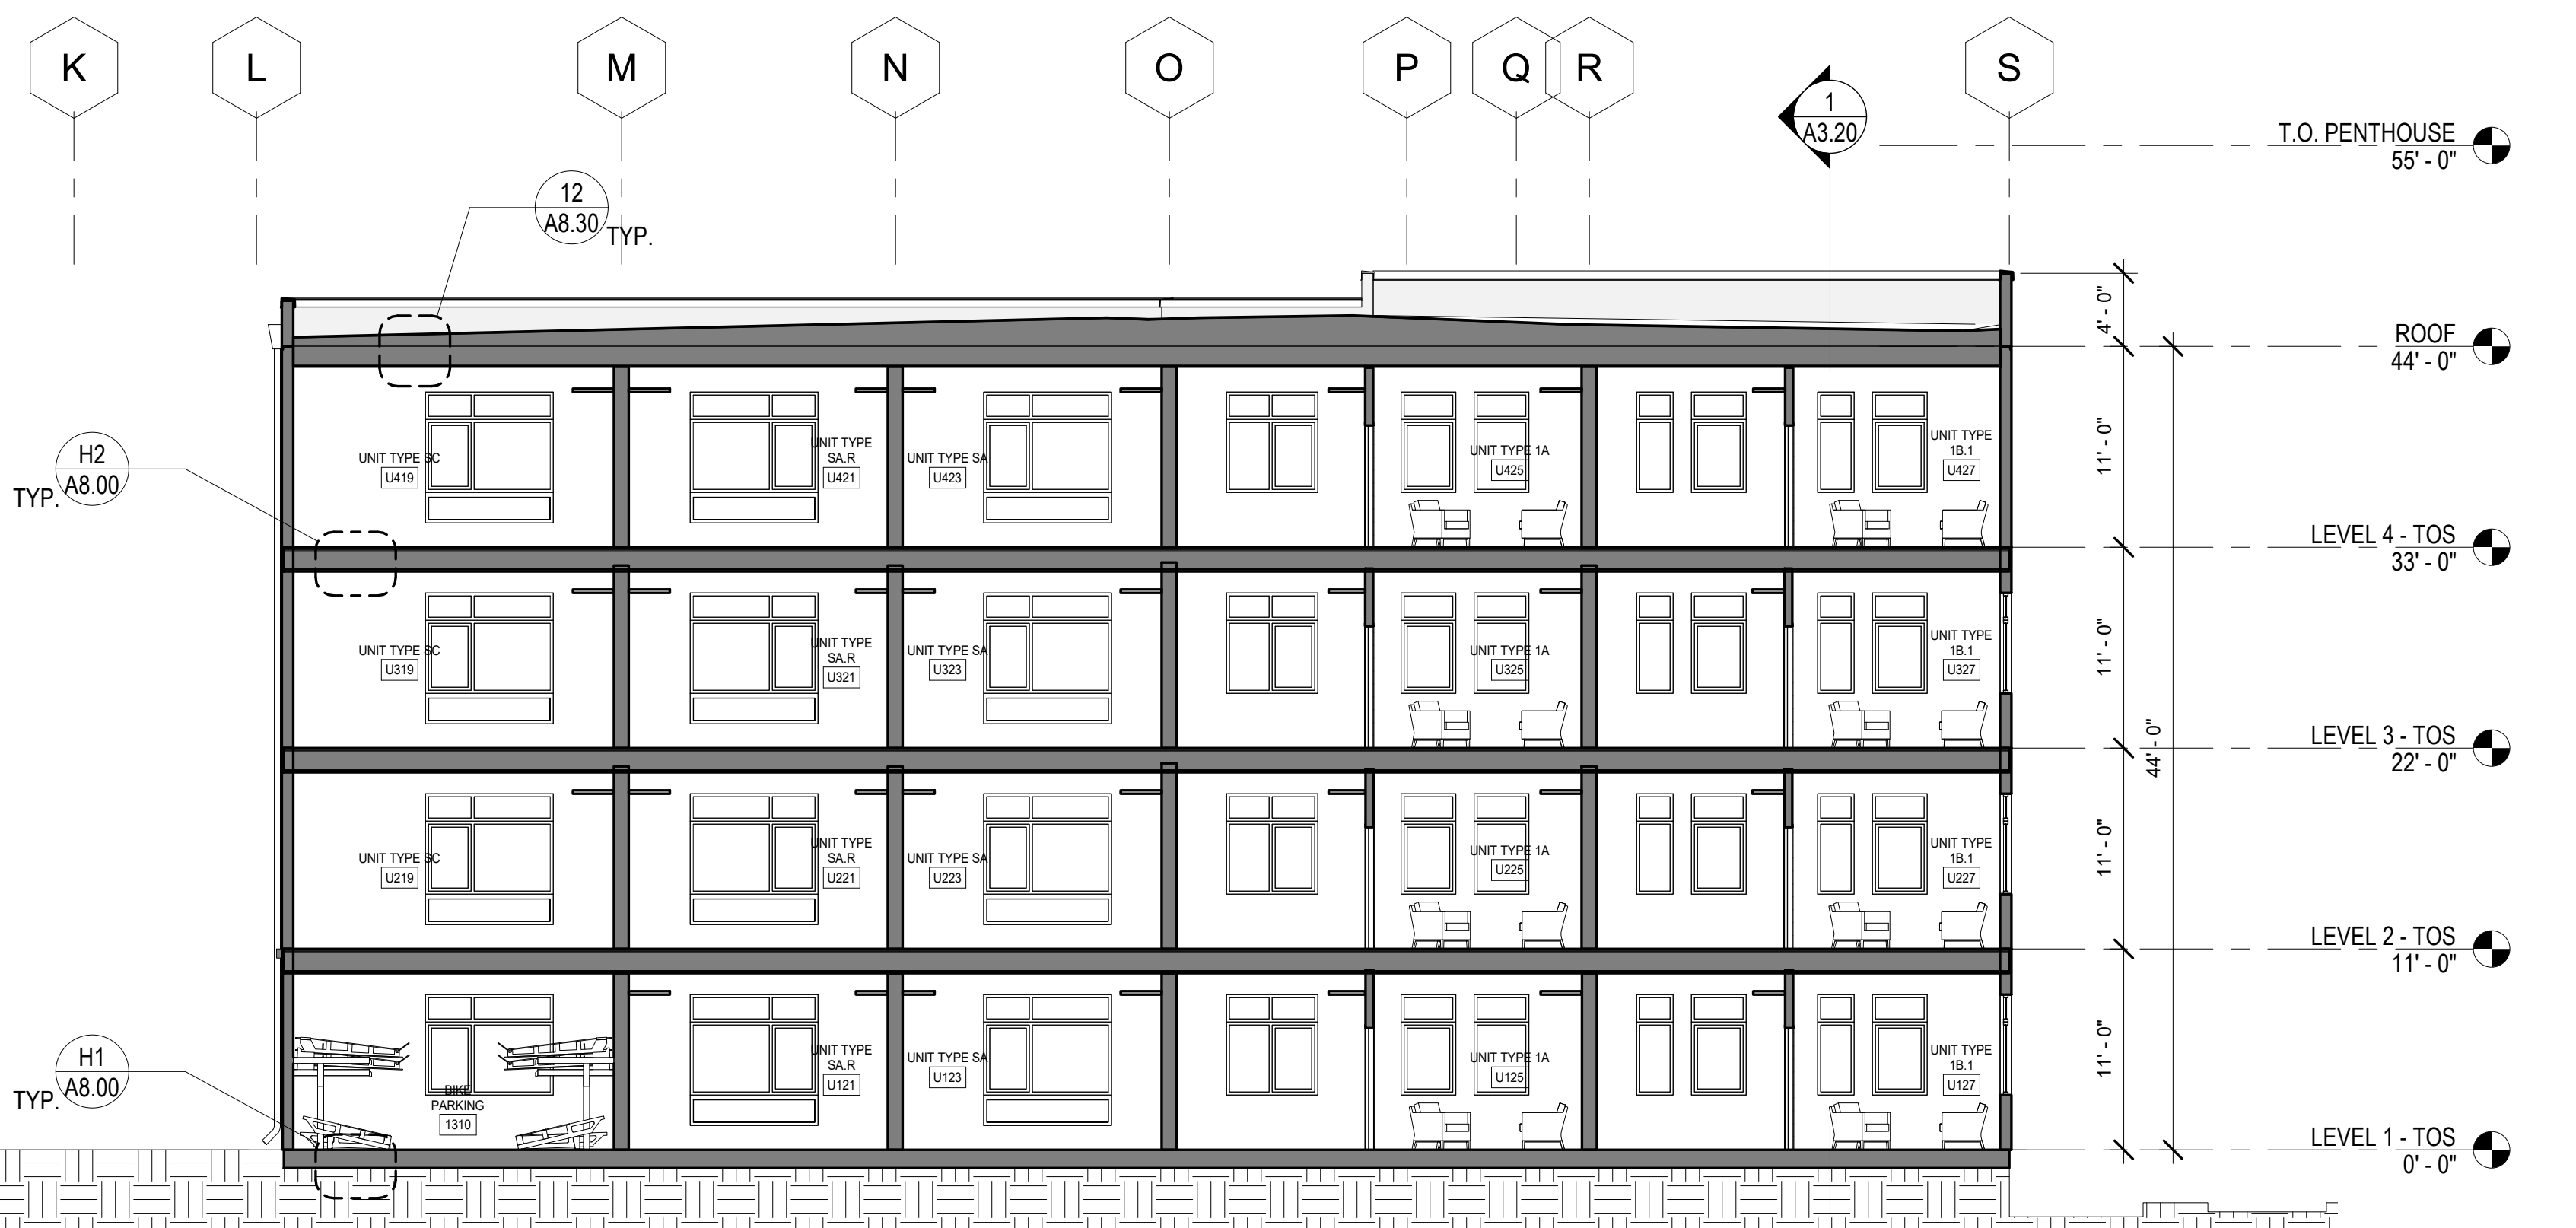 K
L
M
N
O
P
Q
R
S
1
A3.20
T.O. PENTHOUSE
55' - 0"
12
A8.30
TYP.
4' - 0"
ROOF
44' - 0"
UNIT TYPE SC
U419
UNIT TYPE
SA.R
U421
UNIT TYPE SA
U423
UNIT TYPE 1A
U425
UNIT TYPE
1B.1
U427
11' - 0"
H2
A8.00
TYP.
LEVEL 4 - TOS
33' - 0"
UNIT TYPE SC
U319
UNIT TYPE
SA.R
U321
UNIT TYPE SA
U323
UNIT TYPE 1A
U325
UNIT TYPE
1B.1
U327
11' - 0"
44' - 0"
LEVEL 3 - TOS
22' - 0"
UNIT TYPE SC
U219
UNIT TYPE
SA.R
U221
UNIT TYPE SA
U223
UNIT TYPE 1A
U225
UNIT TYPE
1B.1
U227
11' - 0"
LEVEL 2 - TOS
11' - 0"
H1
A8.00
TYP.
BIKE
PARKING
1310
UNIT TYPE
SA.R
U121
UNIT TYPE SA
U123
UNIT TYPE 1A
U125
UNIT TYPE
1B.1
U127
11' - 0"
LEVEL 1 - TOS
0' - 0"